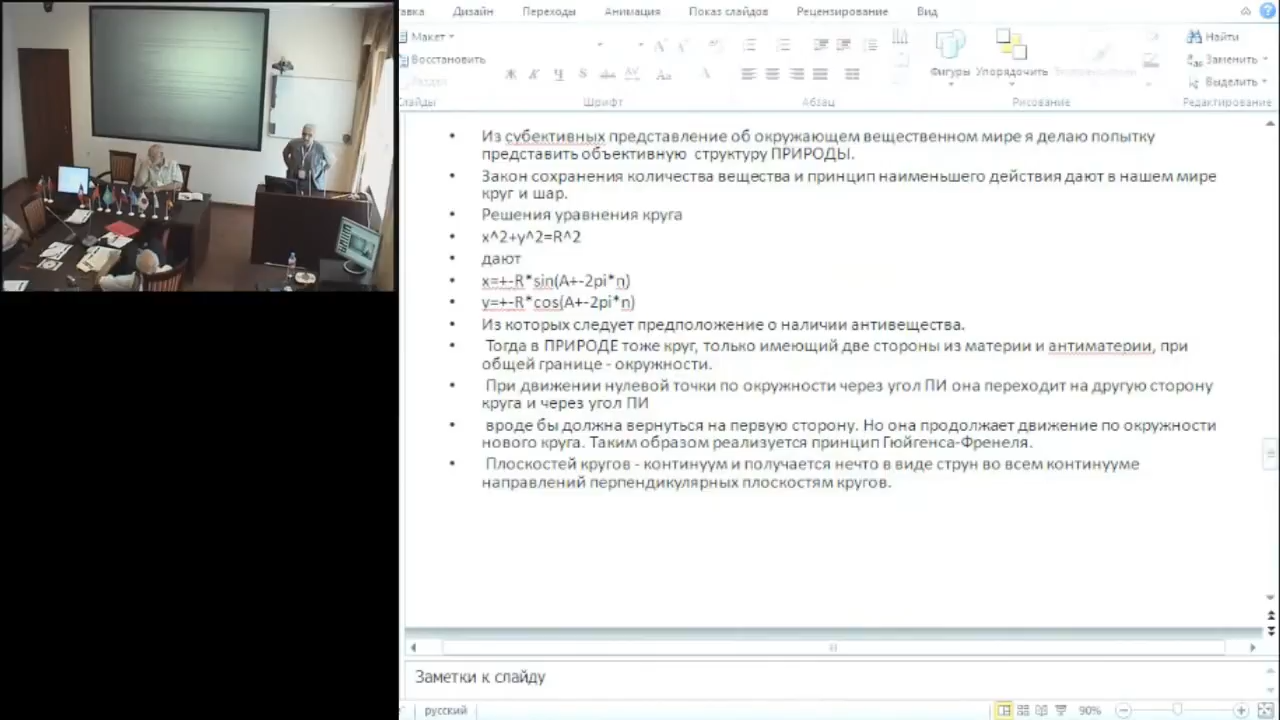 Дизайн Переходы Анимация Показ слайдов Рецензирование Вид
Макет
Восстановить
Раздел
Слайды
Шрифт
Абзац
Фигуры Упорядочить
Рисование
Найти
Заменить
Выделить
Редактирование
• Из субективных представление об окружающем вещественном мире я делаю попытку
представить объективную структуру ПРИРОДЫ.
• Закон сохранения количества вещества и принцип наименьшего действия дают в нашем мире
круг и шар.
• Решения уравнения круга
• x^2+y^2=R^2
• дают
• x=+-R*sin(A+-2pi*n)
• y=+-R*cos(A+-2pi*n)
• Из которых следует предположение о наличии антивещества.
• Тогда в ПРИРОДЕ тоже круг, только имеющий две стороны из материи и антиматерии, при
общей границе - окружности.
• При движении нулевой точки по окружности через угол ПИ она переходит на другую сторону
круга и через угол ПИ
• вроде бы должна вернуться на первую сторону. Но она продолжает движение по окружности
нового круга. Таким образом реализуется принцип Гюйгенса-Френеля.
• Плоскостей кругов - континуум и получается нечто в виде струн во всем континууме
направлений перпендикулярных плоскостям кругов.
Заметки к слайду
русский
90%